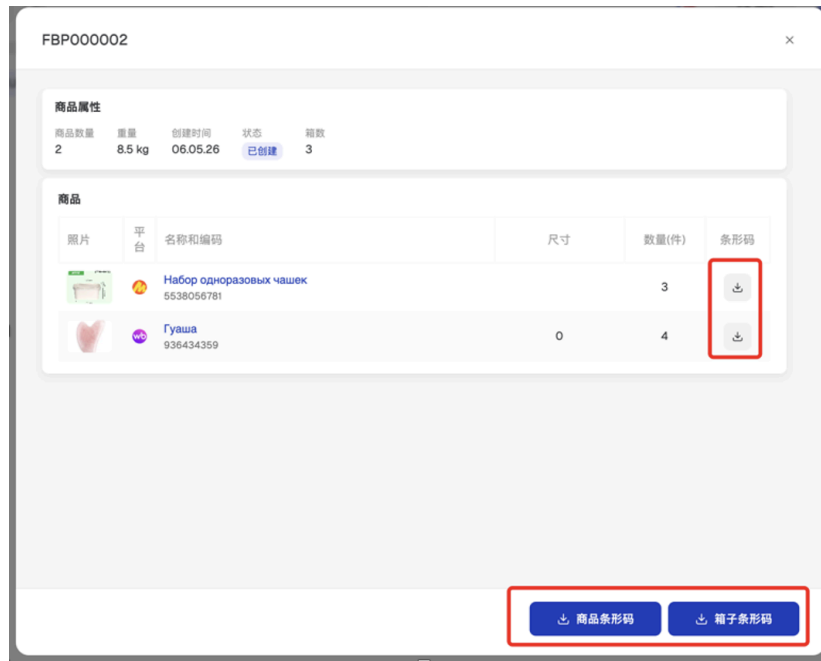 FBP000002
商品属性
商品数量 重量 创建时间 状态 箱数
2 8.5 kg 06.05.26 已创建 3
商品
照片 平台 名称和编码 尺寸 数量(件) 条形码
Набор одноразовых чашек
5538056781
3
wb
Гуаша
936434359
0 4
商品条形码 箱子条形码